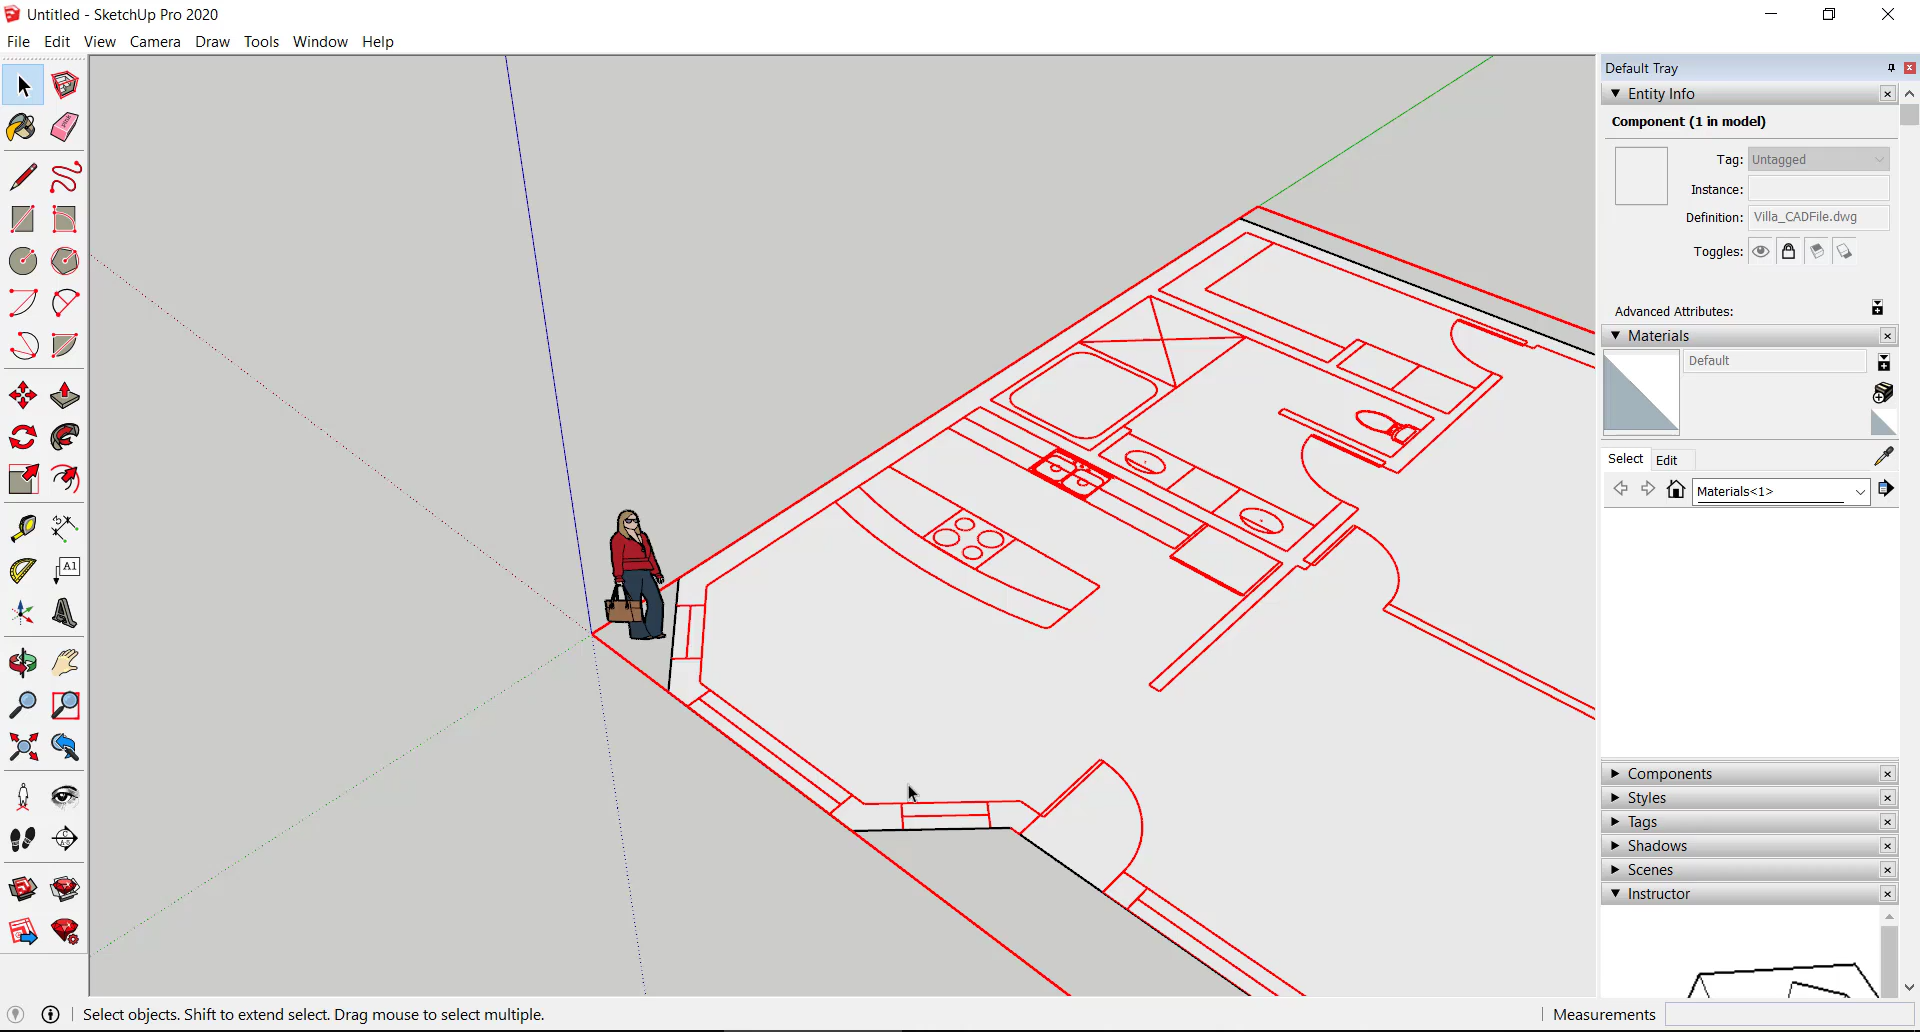 Untitled - SketchUp Pro 2020
File Edit View Camera Draw Tools Window Help
Default Tray
Entity Info
Component (1 in model)
Tag: Untagged
Instance:
Definition: Villa_CADFile.dwg
Toggles:
Advanced Attributes:
Materials
Default
Select Edit
Materials<1>
A1
Components
Styles
Tags
Shadows
Scenes
Instructor
Select objects. Shift to extend select. Drag mouse to select multiple.
Measurements